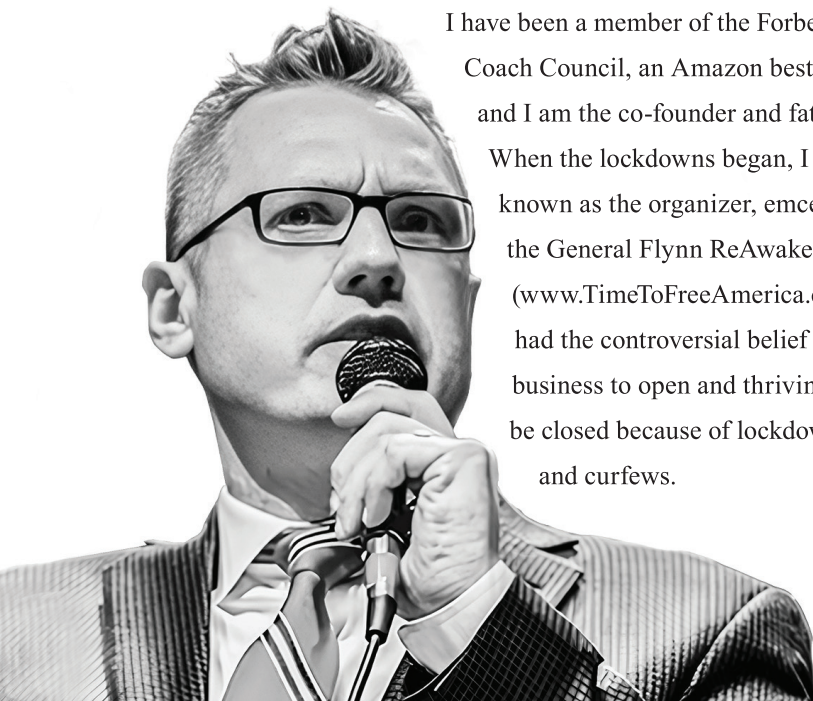 I have been a member of the Forbe
Coach Council, an Amazon best
and I am the co-founder and fat
When the lockdowns began, I
known as the organizer, emce
the General Flynn ReAwake
(www.TimeToFreeAmerica.
had the controversial belief
business to open and thrivin
be closed because of lockdov
and curfews.